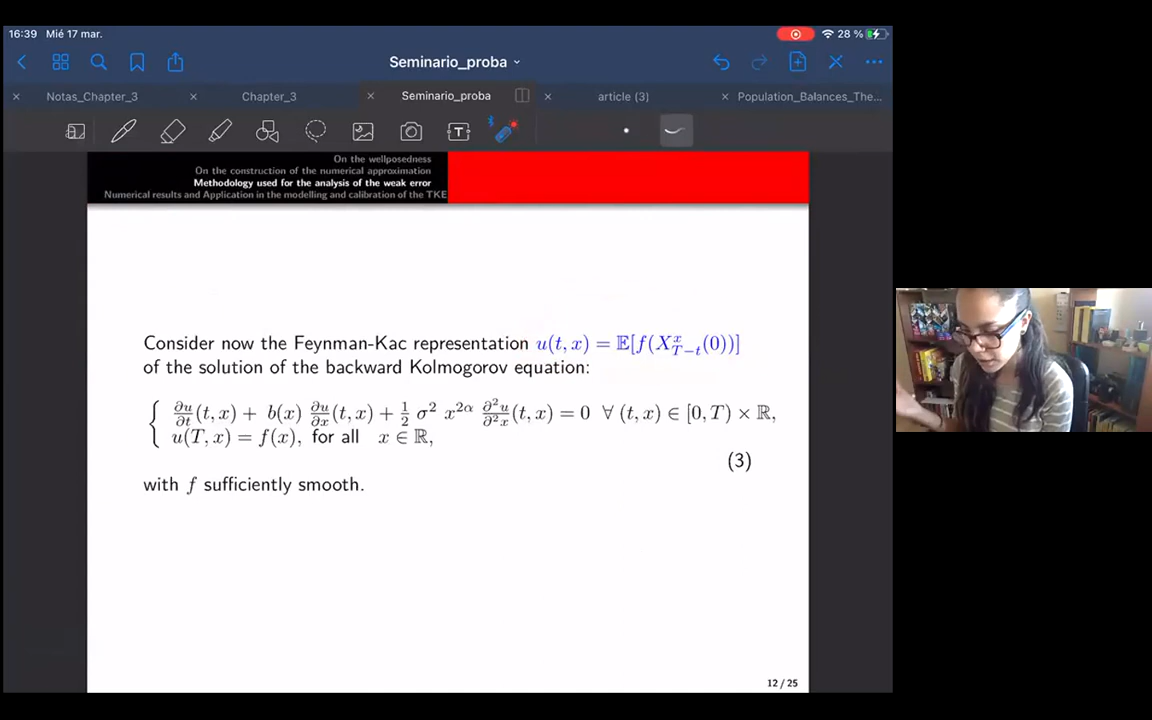 16:39 Mié 17 mar.
28 %
Seminario_proba
Notas_Chapter_3
Chapter_3
Seminario_proba
article (3)
Population_Balances_The...
On the wellposedness
On the construction of the numerical approximation
Methodology used for the analysis of the weak error
Numerical results and Application in the modelling and calibration of the TKE
Consider now the Feynman-Kac representation u(t, x) = 𝔼[f(X^x_{T−t}(0))]
of the solution of the backward Kolmogorov equation:
{ ∂u/∂t (t, x) + b(x) ∂u/∂x (t, x) + 1/2 σ² x^{2α} ∂²u/∂²x (t, x) = 0 ∀ (t, x) ∈ [0, T) × ℝ,
u(T, x) = f(x), for all x ∈ ℝ,
(3)
with f sufficiently smooth.
12 / 25